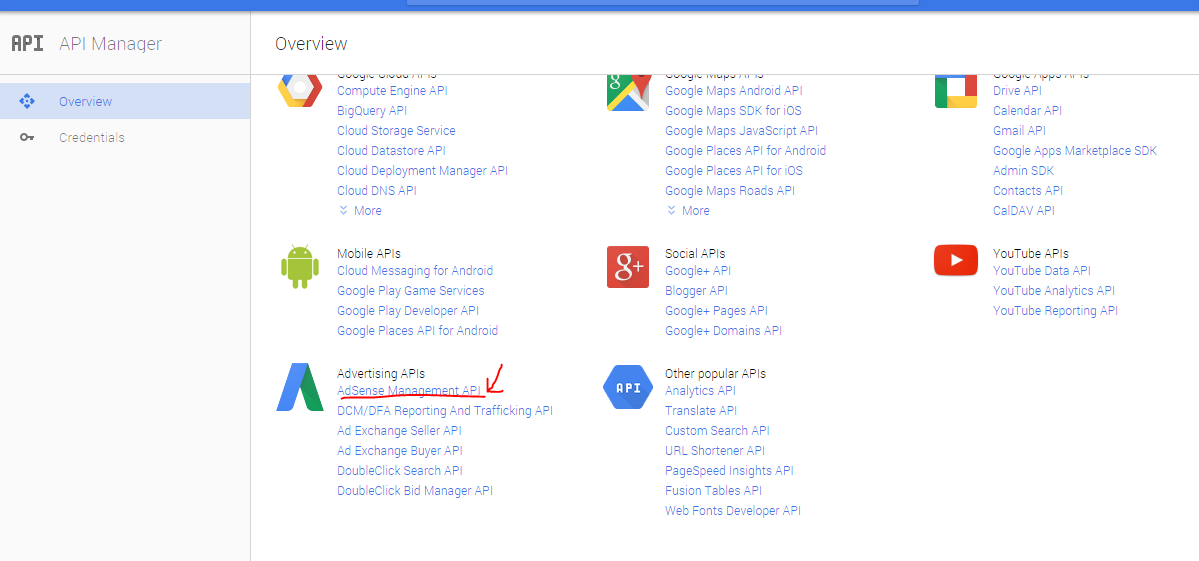 API API Manager
Overview
Overview
Credentials
Google Cloud APIs
Compute Engine API
BigQuery API
Cloud Storage Service
Cloud Datastore API
Cloud Deployment Manager API
Cloud DNS API
More
Google Maps APIs
Google Maps Android API
Google Maps SDK for iOS
Google Maps JavaScript API
Google Places API for Android
Google Places API for iOS
Google Maps Roads API
More
Google Apps APIs
Drive API
Calendar API
Gmail API
Google Apps Marketplace SDK
Admin SDK
Contacts API
CalDAV API
Mobile APIs
Cloud Messaging for Android
Google Play Game Services
Google Play Developer API
Google Places API for Android
g+
Social APIs
Google+ API
Blogger API
Google+ Pages API
Google+ Domains API
YouTube APIs
YouTube Data API
YouTube Analytics API
YouTube Reporting API
Advertising APIs
AdSense Management API
DCM/DFA Reporting And Trafficking API
Ad Exchange Seller API
Ad Exchange Buyer API
DoubleClick Search API
DoubleClick Bid Manager API
API
Other popular APIs
Analytics API
Translate API
Custom Search API
URL Shortener API
PageSpeed Insights API
Fusion Tables API
Web Fonts Developer API